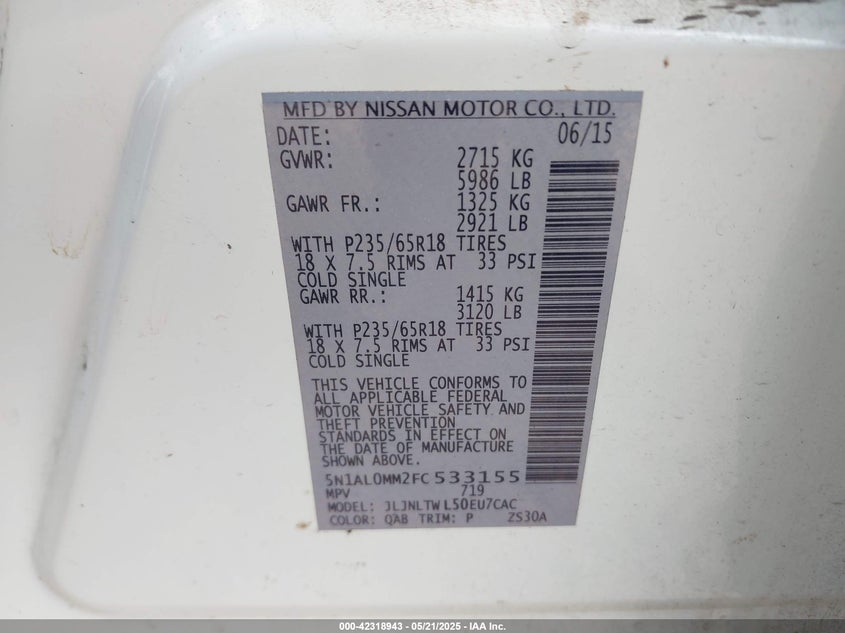 MFD BY NISSAN MOTOR CO., LTD.
DATE: 06/15
GVWR: 2715 KG
5986 LB
GAWR FR.: 1325 KG
2921 LB
WITH P235/65R18 TIRES
18 X 7.5 RIMS AT 33 PSI
COLD SINGLE
GAWR RR.: 1415 KG
3120 LB
WITH P235/65R18 TIRES
18 X 7.5 RIMS AT 33 PSI
COLD SINGLE
THIS VEHICLE CONFORMS TO
ALL APPLICABLE FEDERAL
MOTOR VEHICLE SAFETY AND
THEFT PREVENTION
STANDARDS IN EFFECT ON
THE DATE OF MANUFACTURE
SHOWN ABOVE.
5N1AL0MM2FC533155
MPV 719
MODEL: JLJNLTW L50EU7CAC
COLOR: QAB TRIM: P ZS30A
000-42318943 — 05/21/2025 - IAA Inc.